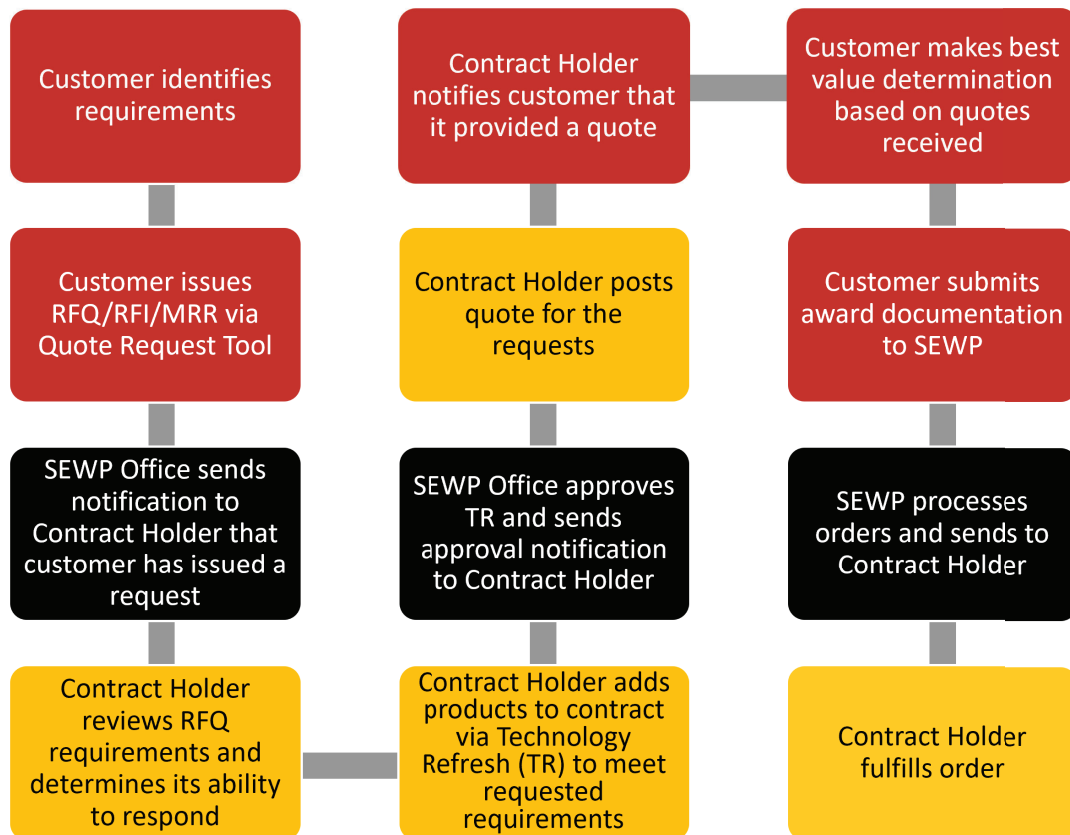 Customer identifies
requirements
Customer issues
RFQ/RFI/MRR via
Quote Request Tool
SEWP Office sends
notification to
Contract Holder that
customer has issued a
request
Contract Holder
reviews RFQ
requirements and
determines its ability
to respond
Contract Holder adds
products to contract
via Technology
Refresh (TR) to meet
requested
requirements
SEWP Office approves
TR and sends
approval notification
to Contract Holder
Contract Holder posts
quote for the
requests
Contract Holder
notifies customer that
it provided a quote
Customer makes best
value determination
based on quotes
received
Customer submits
award documentation
to SEWP
SEWP processes
orders and sends to
Contract Holder
Contract Holder
fulfills order